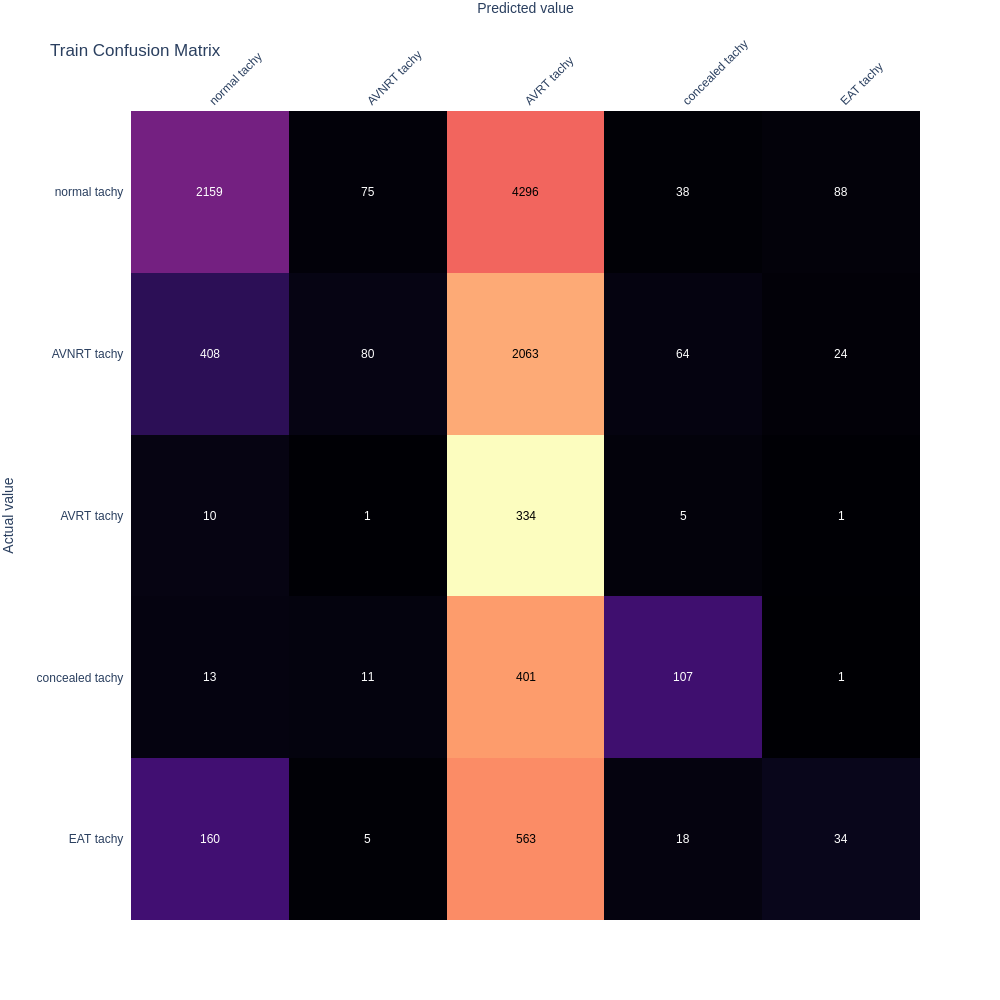 Predicted value
Train Confusion Matrix
normal tachy
AVNRT tachy
AVRT tachy
concealed tachy
EAT tachy
normal tachy 2159 75 4296 38 88
AVNRT tachy 408 80 2063 64 24
AVRT tachy 10 1 334 5 1
concealed tachy 13 11 401 107 1
EAT tachy 160 5 563 18 34
Actual value